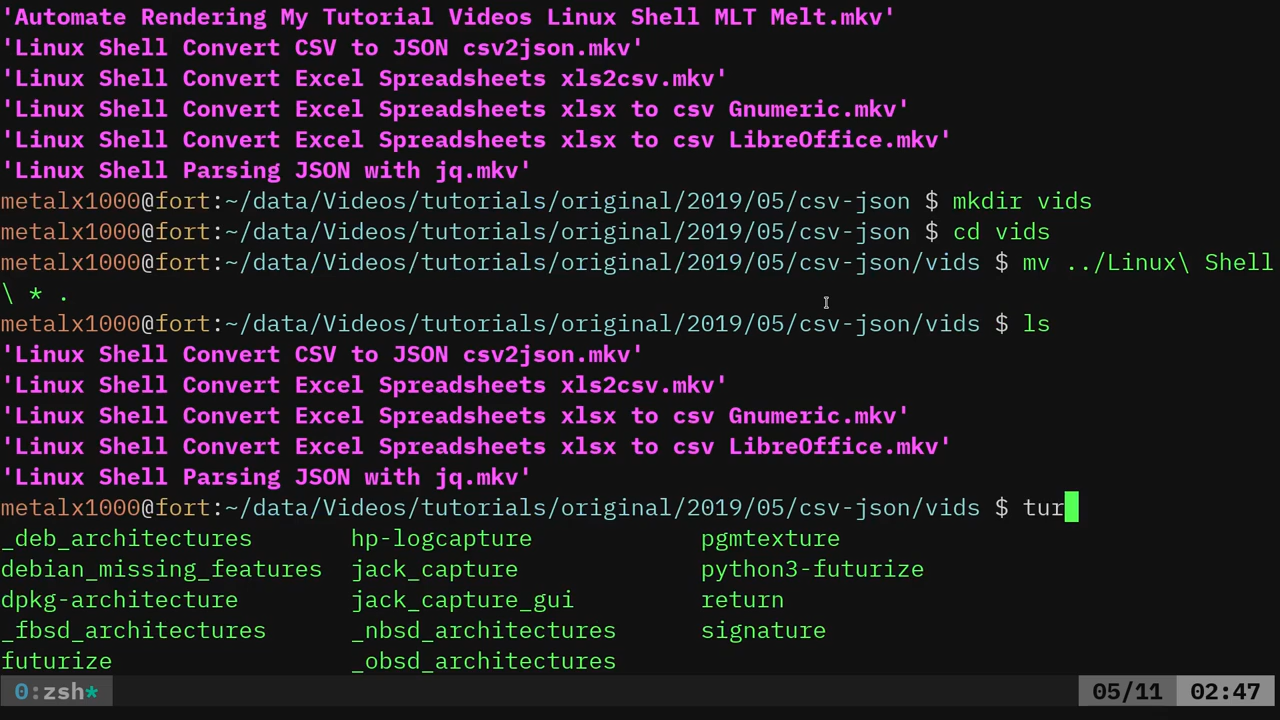 'Automate Rendering My Tutorial Videos Linux Shell MLT Melt.mkv'
'Linux Shell Convert CSV to JSON csv2json.mkv'
'Linux Shell Convert Excel Spreadsheets xls2csv.mkv'
'Linux Shell Convert Excel Spreadsheets xlsx to csv Gnumeric.mkv'
'Linux Shell Convert Excel Spreadsheets xlsx to csv LibreOffice.mkv'
'Linux Shell Parsing JSON with jq.mkv'
metalx1000@fort:~/data/Videos/tutorials/original/2019/05/csv-json $ mkdir vids
metalx1000@fort:~/data/Videos/tutorials/original/2019/05/csv-json $ cd vids
metalx1000@fort:~/data/Videos/tutorials/original/2019/05/csv-json/vids $ mv ../Linux\ Shell
\ * .
metalx1000@fort:~/data/Videos/tutorials/original/2019/05/csv-json/vids $ ls
'Linux Shell Convert CSV to JSON csv2json.mkv'
'Linux Shell Convert Excel Spreadsheets xls2csv.mkv'
'Linux Shell Convert Excel Spreadsheets xlsx to csv Gnumeric.mkv'
'Linux Shell Convert Excel Spreadsheets xlsx to csv LibreOffice.mkv'
'Linux Shell Parsing JSON with jq.mkv'
metalx1000@fort:~/data/Videos/tutorials/original/2019/05/csv-json/vids $ tur
_deb_architectures hp-logcapture pgmtexture
debian_missing_features jack_capture python3-futurize
dpkg-architecture jack_capture_gui return
_fbsd_architectures _nbsd_architectures signature
futurize _obsd_architectures
0:zsh* 05/11 02:47